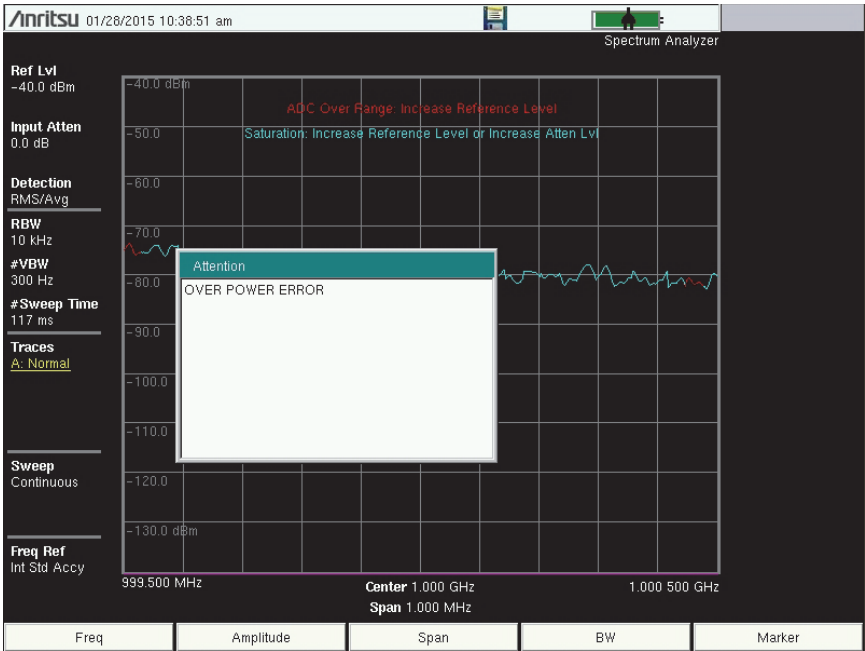 /Inritsu 01/28/2015 10:38:51 am
Spectrum Analyzer
Ref Lvl
-40.0 dBm
Input Atten
0.0 dB
Detection
RMS/Avg
RBW
10 kHz
#VBW
300 Hz
#Sweep Time
117 ms
Traces
A: Normal
Sweep
Continuous
Freq Ref
Int Std Accy
-40.0 dBm
ADC Over Range: Increase Reference Level
-50.0
Saturation: Increase Reference Level or Increase Atten Lvl
-60.0
-70.0
-80.0
-90.0
-100.0
-110.0
-120.0
-130.0 dBm
Attention
OVER POWER ERROR
999.500 MHz
Center 1.000 GHz
1.000 500 GHz
Span 1.000 MHz
Freq
Amplitude
Span
BW
Marker